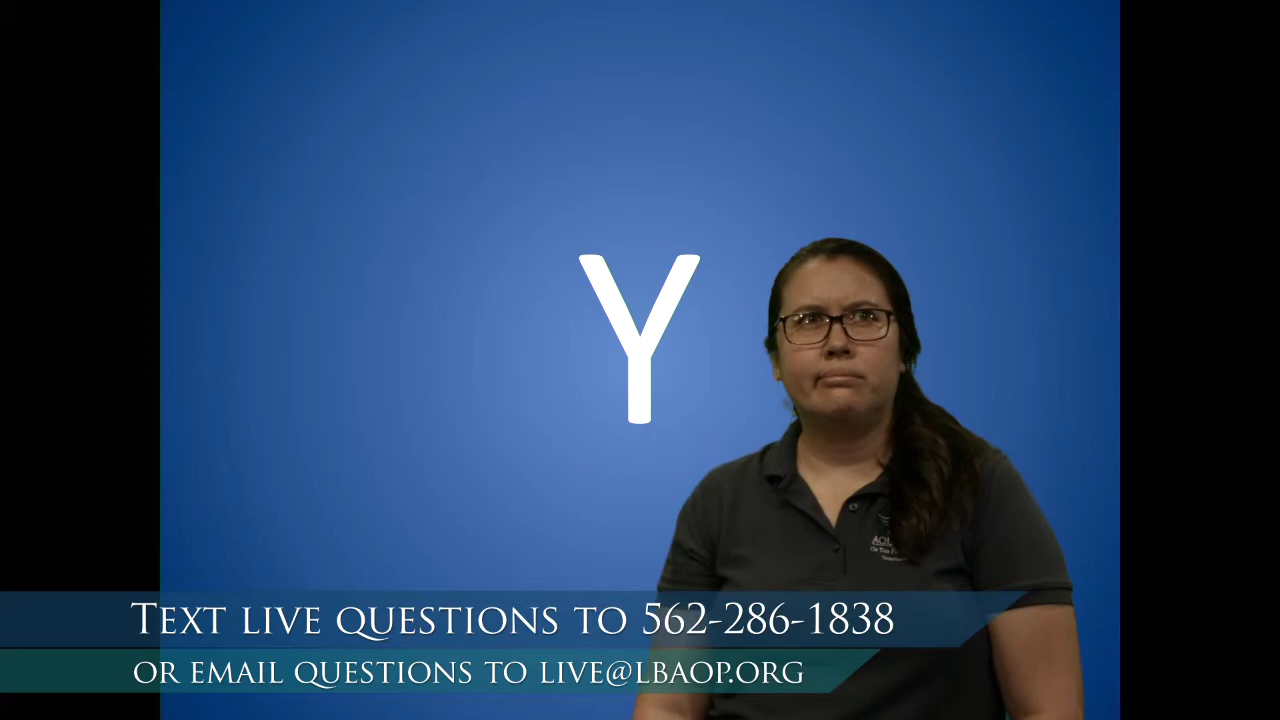 Y
TEXT LIVE QUESTIONS TO 562-286-1838
OR EMAIL QUESTIONS TO LIVE@LBAOP.ORG